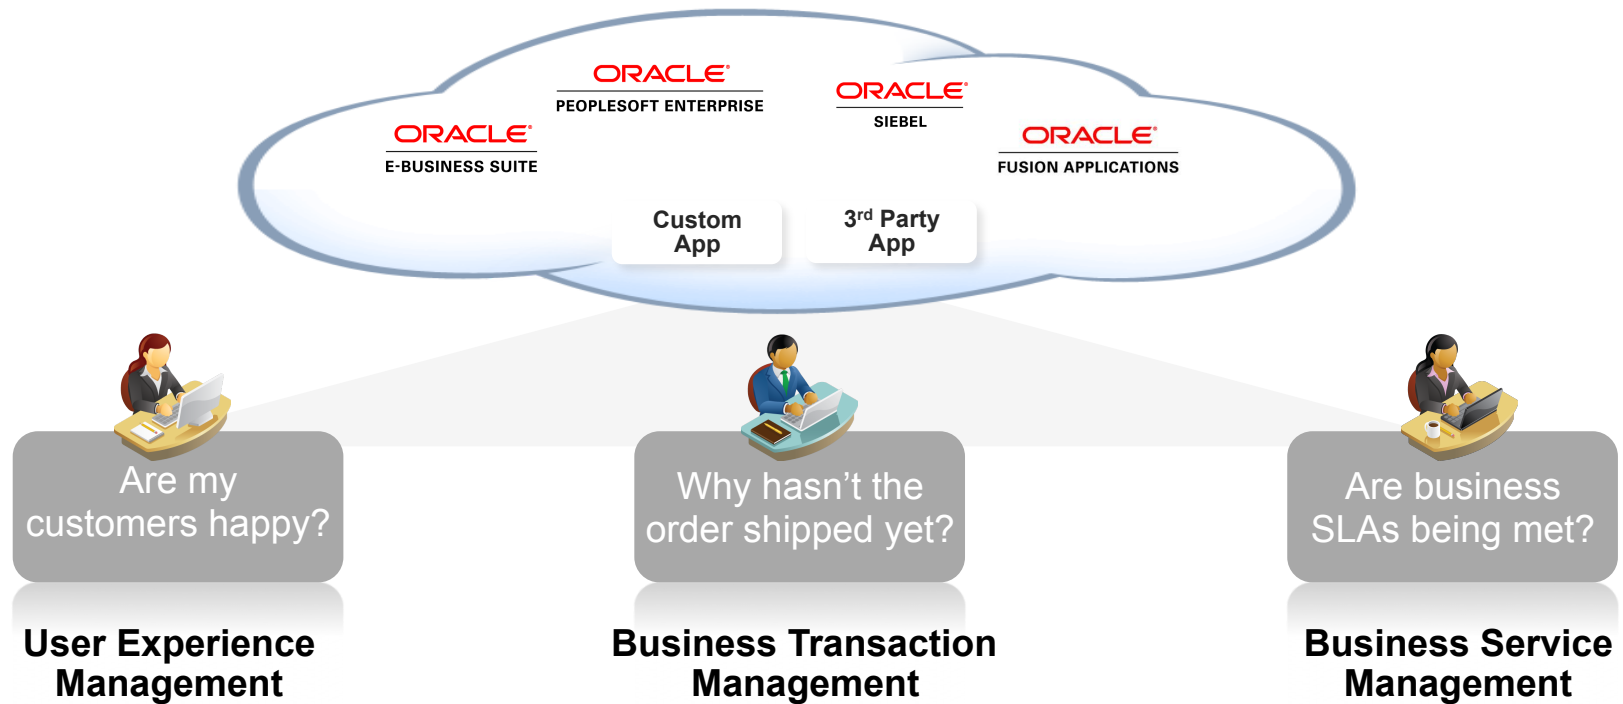 ORACLE®
PEOPLESOFT ENTERPRISE
ORACLE®
SIEBEL
ORACLE®
E-BUSINESS SUITE
ORACLE®
FUSION APPLICATIONS
Custom
App
3rd Party
App
Are my
customers happy?
Why hasn’t the
order shipped yet?
Are business
SLAs being met?
User Experience
Management
Business Transaction
Management
Business Service
Management